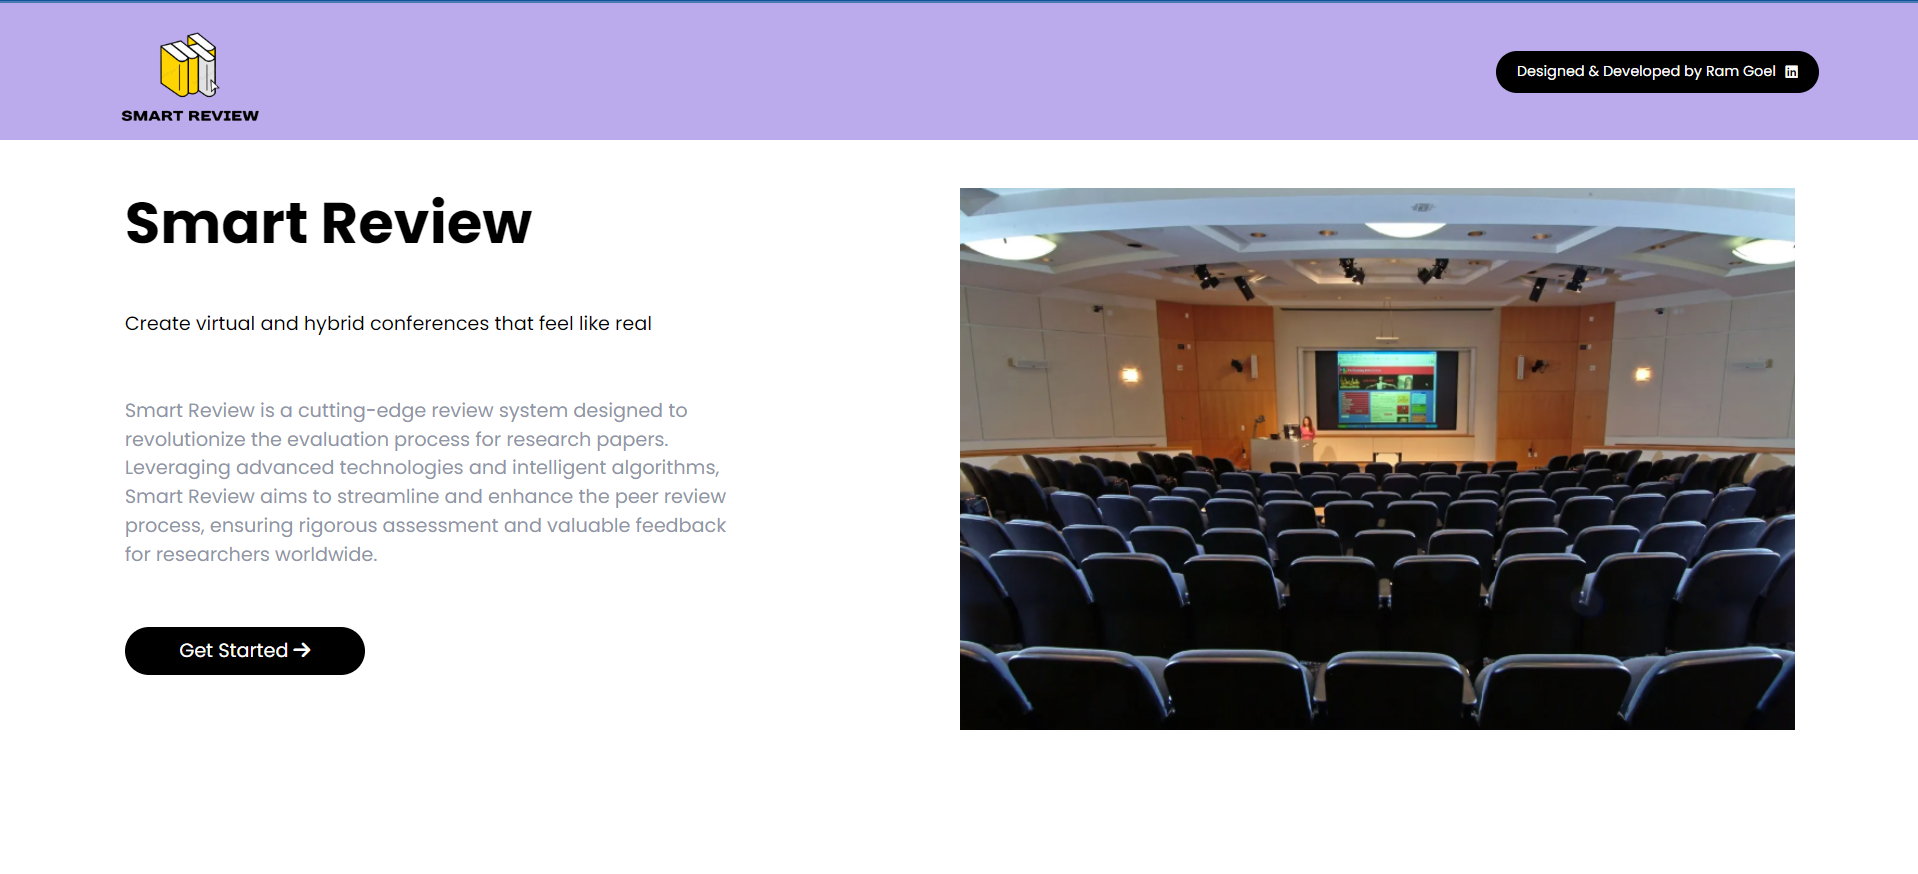 SMART REVIEW
Designed & Developed by Ram Goel
Smart Review
Create virtual and hybrid conferences that feel like real
Smart Review is a cutting-edge review system designed to
revolutionize the evaluation process for research papers.
Leveraging advanced technologies and intelligent algorithms,
Smart Review aims to streamline and enhance the peer review
process, ensuring rigorous assessment and valuable feedback
for researchers worldwide.
Get Started